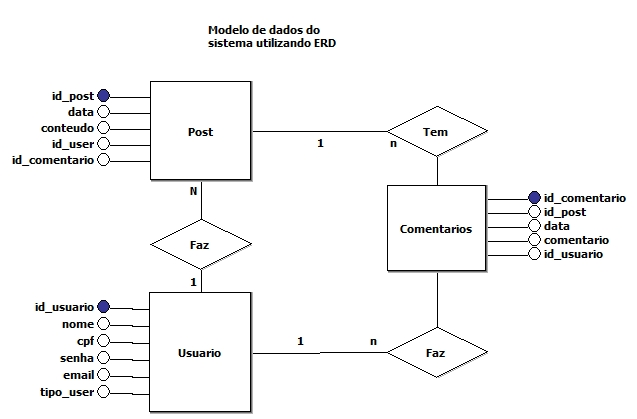 Modelo de dados do
sistema utilizando ERD
id_post
data
conteudo
id_user
id_comentario
Post
1
n
Tem
N
Faz
1
Comentarios
id_comentario
id_post
data
comentario
id_usuario
id_usuario
nome
cpf
senha
email
tipo_user
Usuario
1
n
Faz